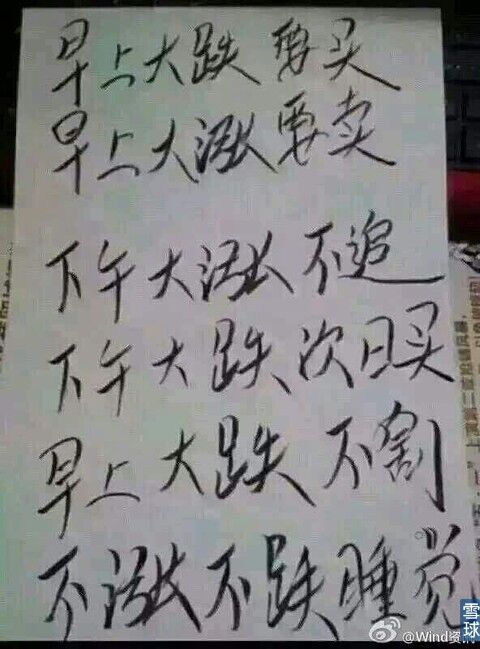 早上大跌要买
早上大涨要卖
下午大涨不追
下午大跌次日买
早上大跌不割
不涨不跌睡觉
雪球
@Wind资讯